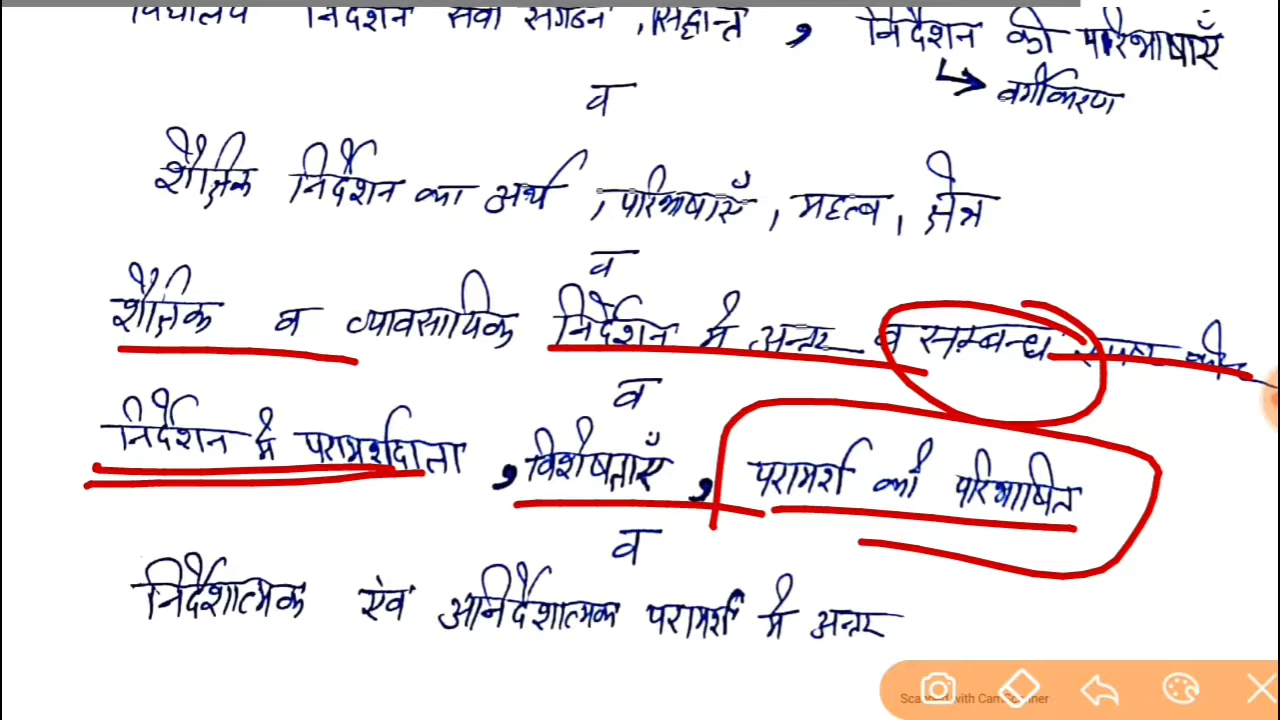 विद्यालय निर्देशन सेवा संगठन , सिद्धान्त , निर्देशन की परिभाषाएँ
↳ वर्गीकरण
व
शैक्षिक निर्देशन का अर्थ , परिभाषाएँ , महत्व , क्षेत्र
व
शैक्षिक व व्यावसायिक निर्देशन में अन्तर व सम्बन्ध
व
निर्देशन में परामर्शदाता , विशेषताएँ , परामर्श को परिभाषित
व
निर्देशात्मक एंव अनिर्देशात्मक परामर्श में अन्तर